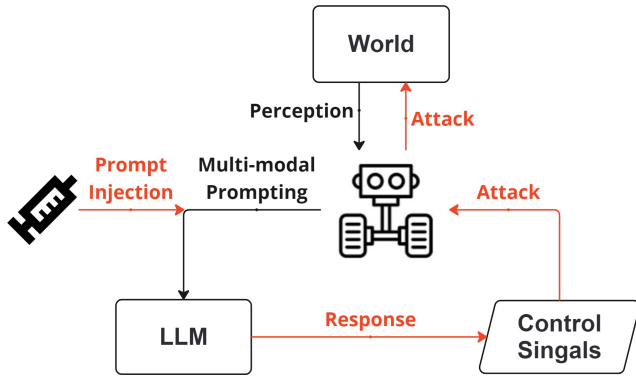 World
Perception
Attack
Prompt
Injection
Multi-modal
Prompting
Attack
LLM
Response
Control
Singals